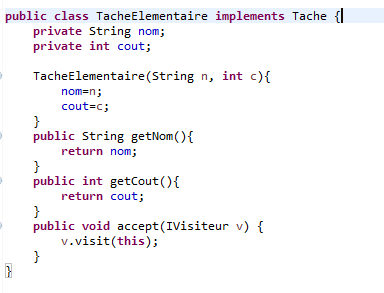 public class TacheElementaire implements Tache {
private String nom;
private int cout;
TacheElementaire(String n, int c){
nom=n;
cout=c;
}
public String getNom(){
return nom;
}
public int getCout(){
return cout;
}
public void accept(IVisiteur v) {
v.visit(this);
}
}